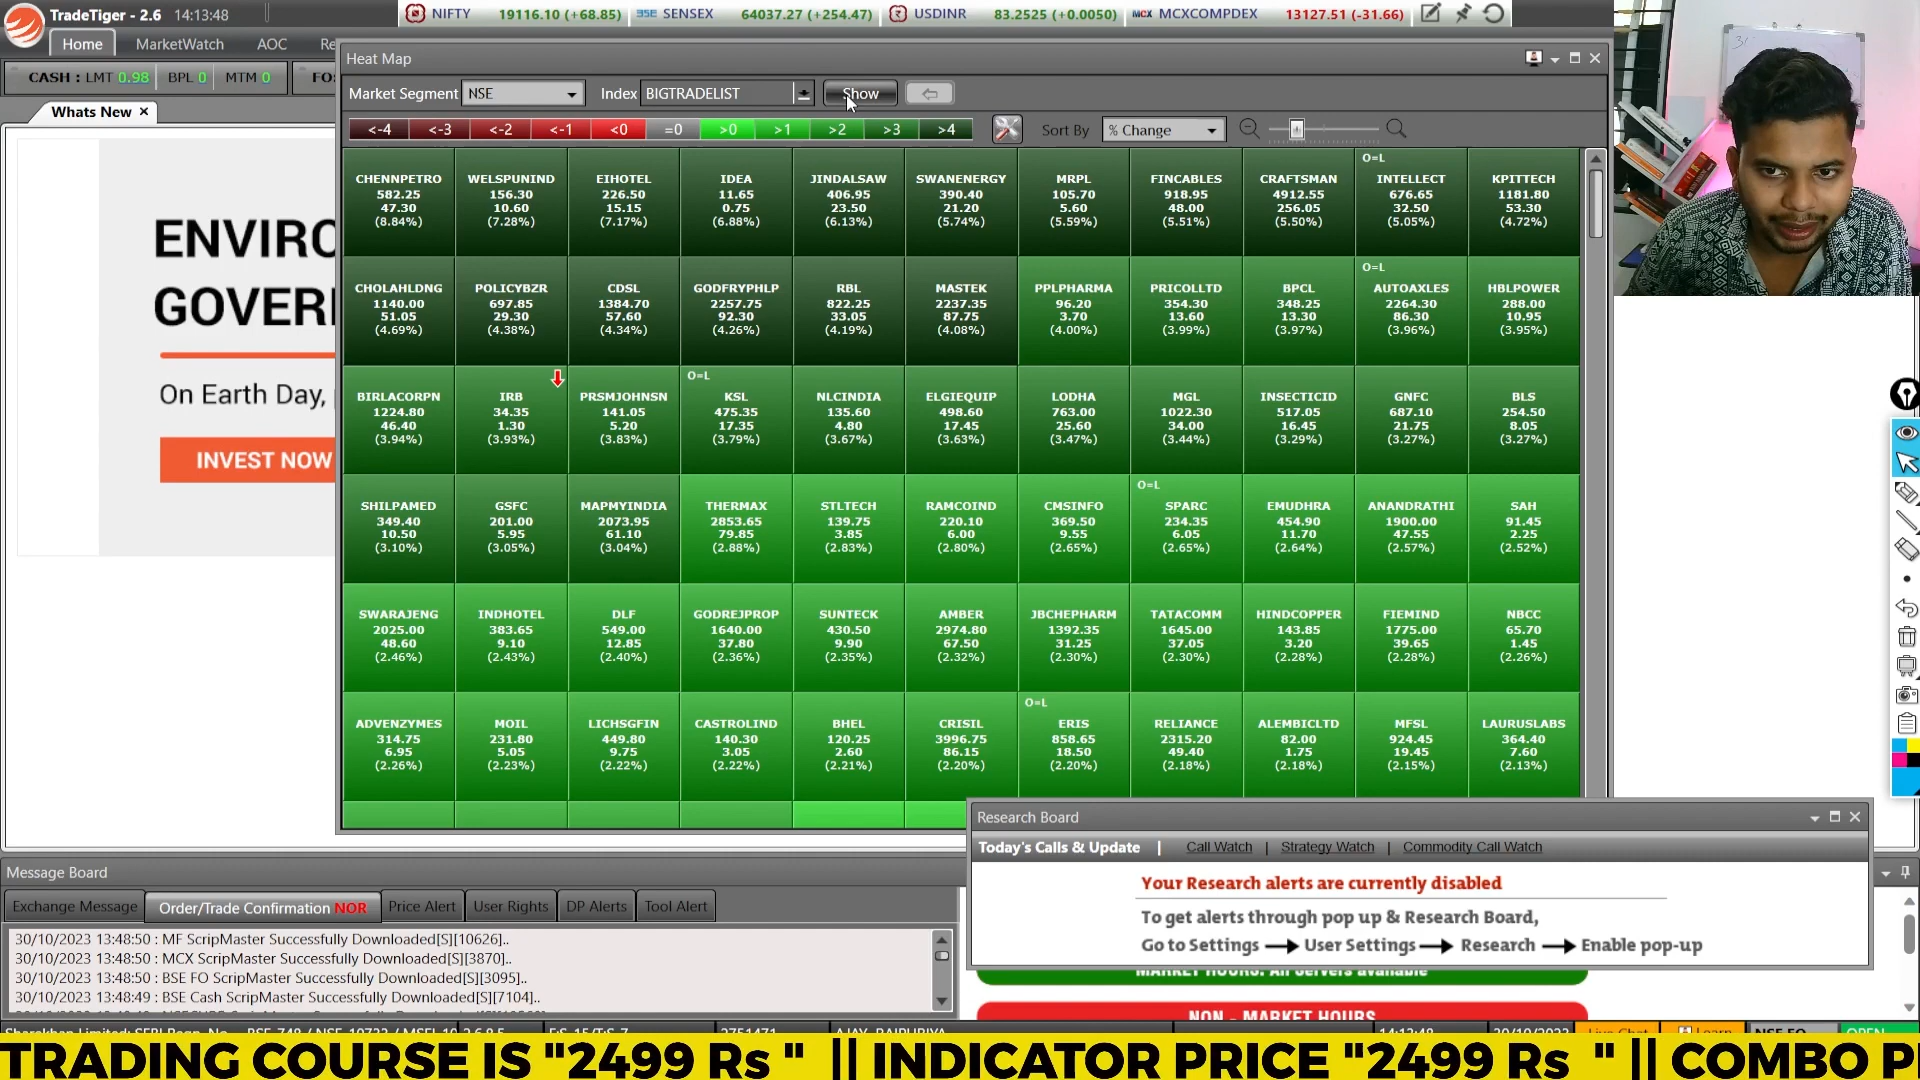 TradeTiger - 2.6 14:13:48
NIFTY 19116.10 (+68.85) BSE SENSEX 64037.27 (+254.47) USDINR 83.2525 (+0.0050) MCX MCXCOMPDEX 13127.51 (-31.66)
Home MarketWatch AOC
Heat Map
CASH : LMT 0.98 BPL 0 MTM 0
Market Segment NSE Index BIGTRADELIST Show
Whats New
<-4 <-3 <-2 <-1 <0 =0 >0 >1 >2 >3 >4 Sort By % Change
O=L
CHENNPETRO WELSPUNIND EIHOTEL IDEA JINDALSAW SWANENERGY MRPL FINCABLES CRAFTSMAN INTELLECT KPITTECH
582.25 156.30 226.50 11.65 406.95 390.40 105.70 918.95 4912.55 676.65 1181.80
47.30 10.60 15.15 0.75 23.50 21.20 5.60 48.00 256.05 32.50 53.30
(8.84%) (7.28%) (7.17%) (6.88%) (6.13%) (5.74%) (5.59%) (5.51%) (5.50%) (5.05%) (4.72%)
O=L
CHOLAHLDNG POLICYBZR CDSL GODFRYPHLP RBL MASTEK PPLPHARMA PRICOLLTD BPCL AUTOAXLES HBLPOWER
1140.00 697.85 1384.70 2257.75 822.25 2237.35 96.20 354.30 348.25 2264.30 288.00
51.05 29.30 57.60 92.30 33.05 87.75 3.70 13.60 13.30 86.30 10.95
(4.69%) (4.38%) (4.34%) (4.26%) (4.19%) (4.08%) (4.00%) (3.99%) (3.97%) (3.96%) (3.95%)
O=L
BIRLACORPN IRB PRSMJOHNSN KSL NLCINDIA ELGIEQUIP LODHA MGL INSECTICID GNFC BLS
1224.80 34.35 141.05 475.35 135.60 498.60 763.00 1022.30 517.05 687.10 254.50
46.40 1.30 5.20 17.35 4.80 17.45 25.60 34.00 16.45 21.75 8.05
(3.94%) (3.93%) (3.83%) (3.79%) (3.67%) (3.63%) (3.47%) (3.44%) (3.29%) (3.27%) (3.27%)
O=L
SHILPAMED GSFC MAPMYINDIA THERMAX STLTECH RAMCOIND CMSINFO SPARC EMUDHRA ANANDRATHI SAH
349.40 201.00 2073.95 2853.65 139.75 220.10 369.50 234.35 454.90 1900.00 91.45
10.50 5.95 61.10 79.85 3.85 6.00 9.55 6.05 11.70 47.55 2.25
(3.10%) (3.05%) (3.04%) (2.88%) (2.83%) (2.80%) (2.65%) (2.65%) (2.64%) (2.57%) (2.52%)
SWARAJENG INDHOTEL DLF GODREJPROP SUNTECK AMBER JBCHEPHARM TATACOMM HINDCOPPER FIEMIND NBCC
2025.00 383.65 549.00 1640.00 430.50 2974.80 1392.35 1645.00 143.85 1775.00 65.70
48.60 9.10 12.85 37.80 9.90 67.50 31.25 37.05 3.20 39.65 1.45
(2.46%) (2.43%) (2.40%) (2.36%) (2.35%) (2.32%) (2.30%) (2.30%) (2.28%) (2.28%) (2.26%)
O=L
ADVENZYMES MOIL LICHSGFIN CASTROLIND BHEL CRISIL ERIS RELIANCE ALEMBICLTD MFSL LAURUSLABS
314.75 231.80 449.80 140.30 120.25 3996.75 858.65 2315.20 82.00 924.45 364.40
6.95 5.05 9.75 3.05 2.60 86.15 18.50 49.40 1.75 19.45 7.60
(2.26%) (2.23%) (2.22%) (2.22%) (2.21%) (2.20%) (2.20%) (2.18%) (2.18%) (2.15%) (2.13%)
On Earth Day,
INVEST NOW
Research Board
Today's Calls & Update | Call Watch | Strategy Watch | Commodity Call Watch
Your Research alerts are currently disabled
To get alerts through pop up & Research Board,
Go to Settings User Settings Research Enable pop-up
MARKET HOURS: All Servers available
NON - MARKET HOURS
Message Board
Exchange Message Order/Trade Confirmation NOR Price Alert User Rights DP Alerts Tool Alert
30/10/2023 13:48:50 : MF ScripMaster Successfully Downloaded[S][10626]..
30/10/2023 13:48:50 : MCX ScripMaster Successfully Downloaded[S][3870]..
30/10/2023 13:48:50 : BSE FO ScripMaster Successfully Downloaded[S][3095]..
30/10/2023 13:48:49 : BSE Cash ScripMaster Successfully Downloaded[S][7104]..
TRADING COURSE IS "2499 Rs " || INDICATOR PRICE "2499 Rs " || COMBO